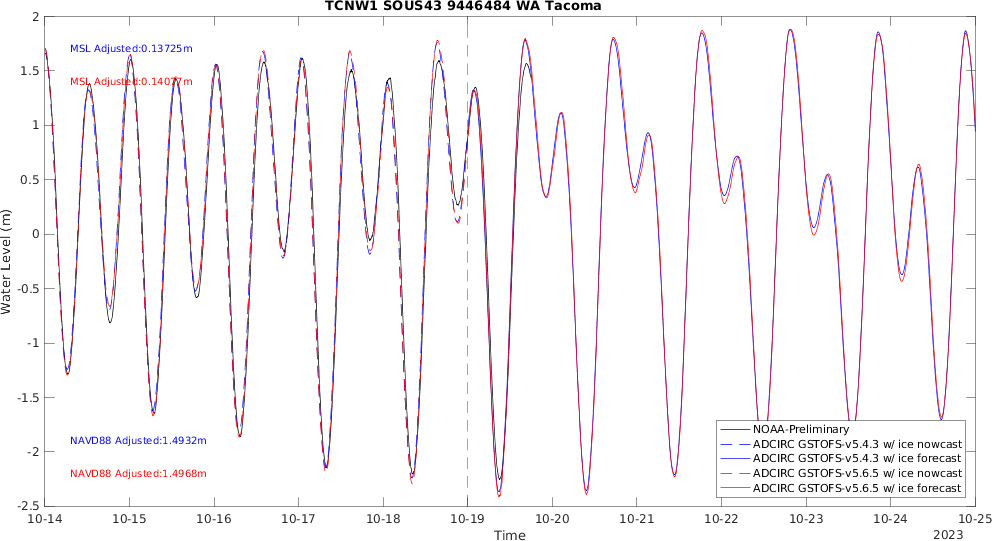 TCNW1 SOUS43 9446484 WA Tacoma
2
1.5
1
0.5
0
-0.5
-1
-1.5
-2
-2.5
Water Level (m)
MSL Adjusted:0.13725m
MSL Adjusted:0.14077m
NAVD88 Adjusted:1.4932m
NAVD88 Adjusted:1.4968m
NOAA-Preliminary
ADCIRC GSTOFS-v5.4.3 w/ ice nowcast
ADCIRC GSTOFS-v5.4.3 w/ ice forecast
ADCIRC GSTOFS-v5.6.5 w/ ice nowcast
ADCIRC GSTOFS-v5.6.5 w/ ice forecast
10-14 10-15 10-16 10-17 10-18 10-19 10-20 10-21 10-22 10-23 10-24 10-25
Time
2023